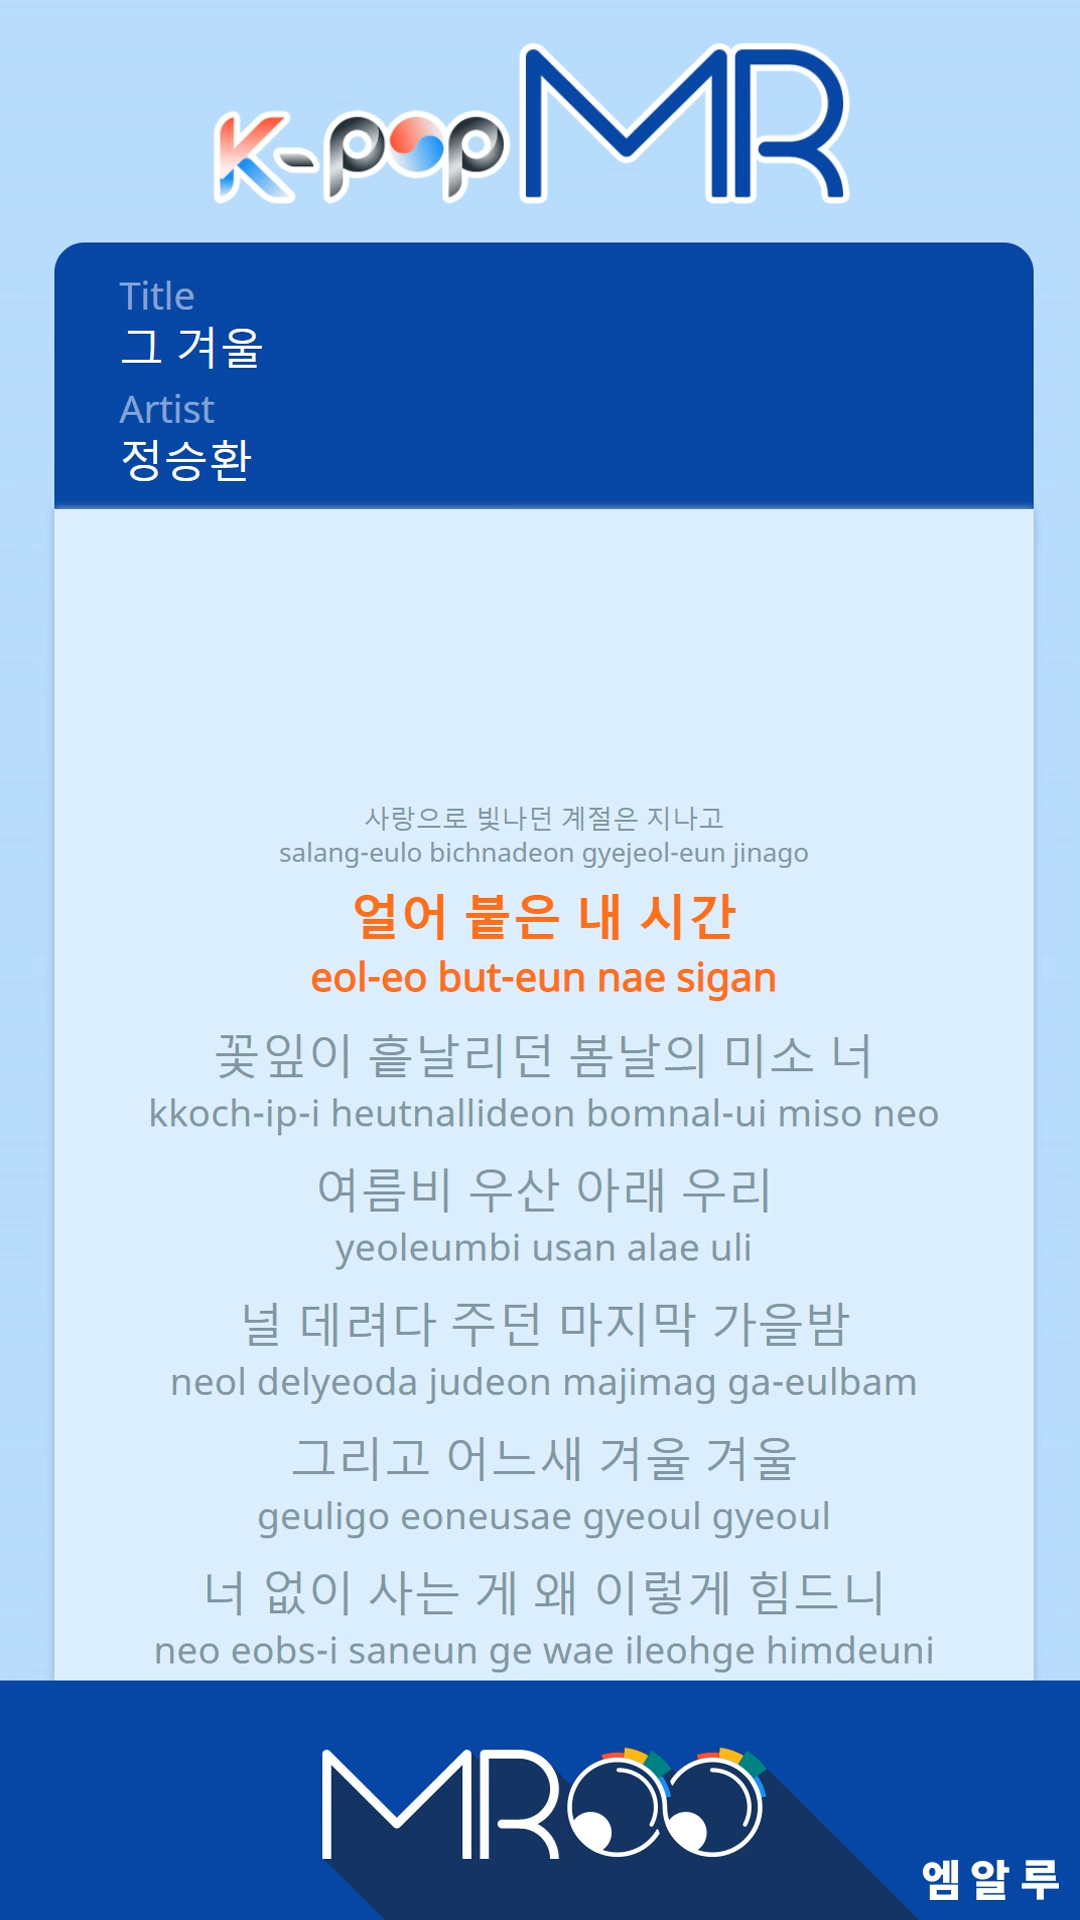 K-pop MR
Title
그 겨울
Artist
정승환
사랑으로 빛나던 계절은 지나고
salang-eulo bichnadeon gyejeol-eun jinago
얼어 붙은 내 시간
eol-eo but-eun nae sigan
꽃잎이 흩날리던 봄날의 미소 너
kkoch-ip-i heutnallideon bomnal-ui miso neo
여름비 우산 아래 우리
yeoleumbi usan alae uli
널 데려다 주던 마지막 가을밤
neol delyeoda judeon majimag ga-eulbam
그리고 어느새 겨울 겨울
geuligo eoneusae gyeoul gyeoul
너 없이 사는 게 왜 이렇게 힘드니
neo eobs-i saneun ge wae ileohge himdeuni
MROO
엠알루